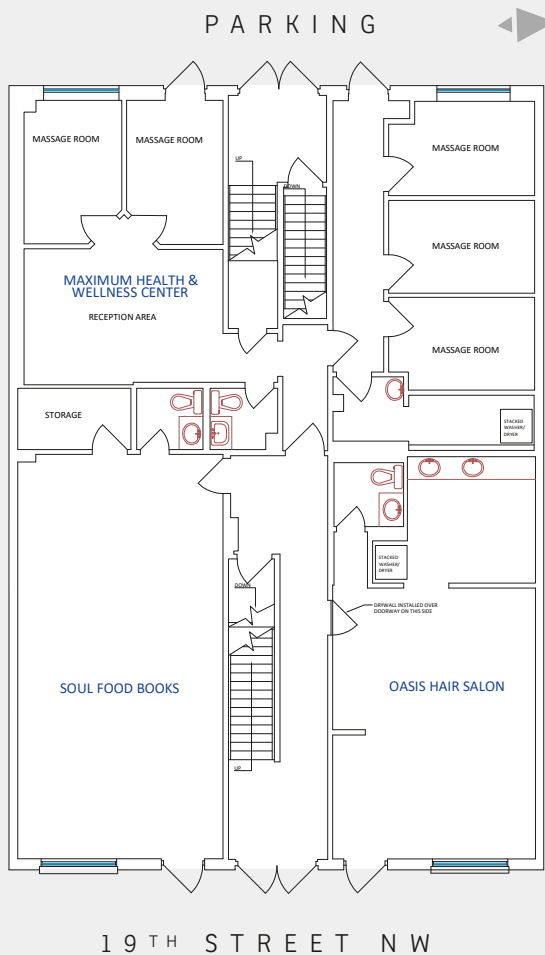 PARKING
MASSAGE ROOM
MASSAGE ROOM
MASSAGE ROOM
UP
DOWN
MASSAGE ROOM
MAXIMUM HEALTH &
WELLNESS CENTER
RECEPTION AREA
MASSAGE ROOM
STORAGE
STACKED
WASHER/
DRYER
STACKED
WASHER/
DRYER
DOWN
DRYWALL INSTALLED OVER
DOORWAY ON THIS SIDE
SOUL FOOD BOOKS
OASIS HAIR SALON
UP
19TH STREET NW